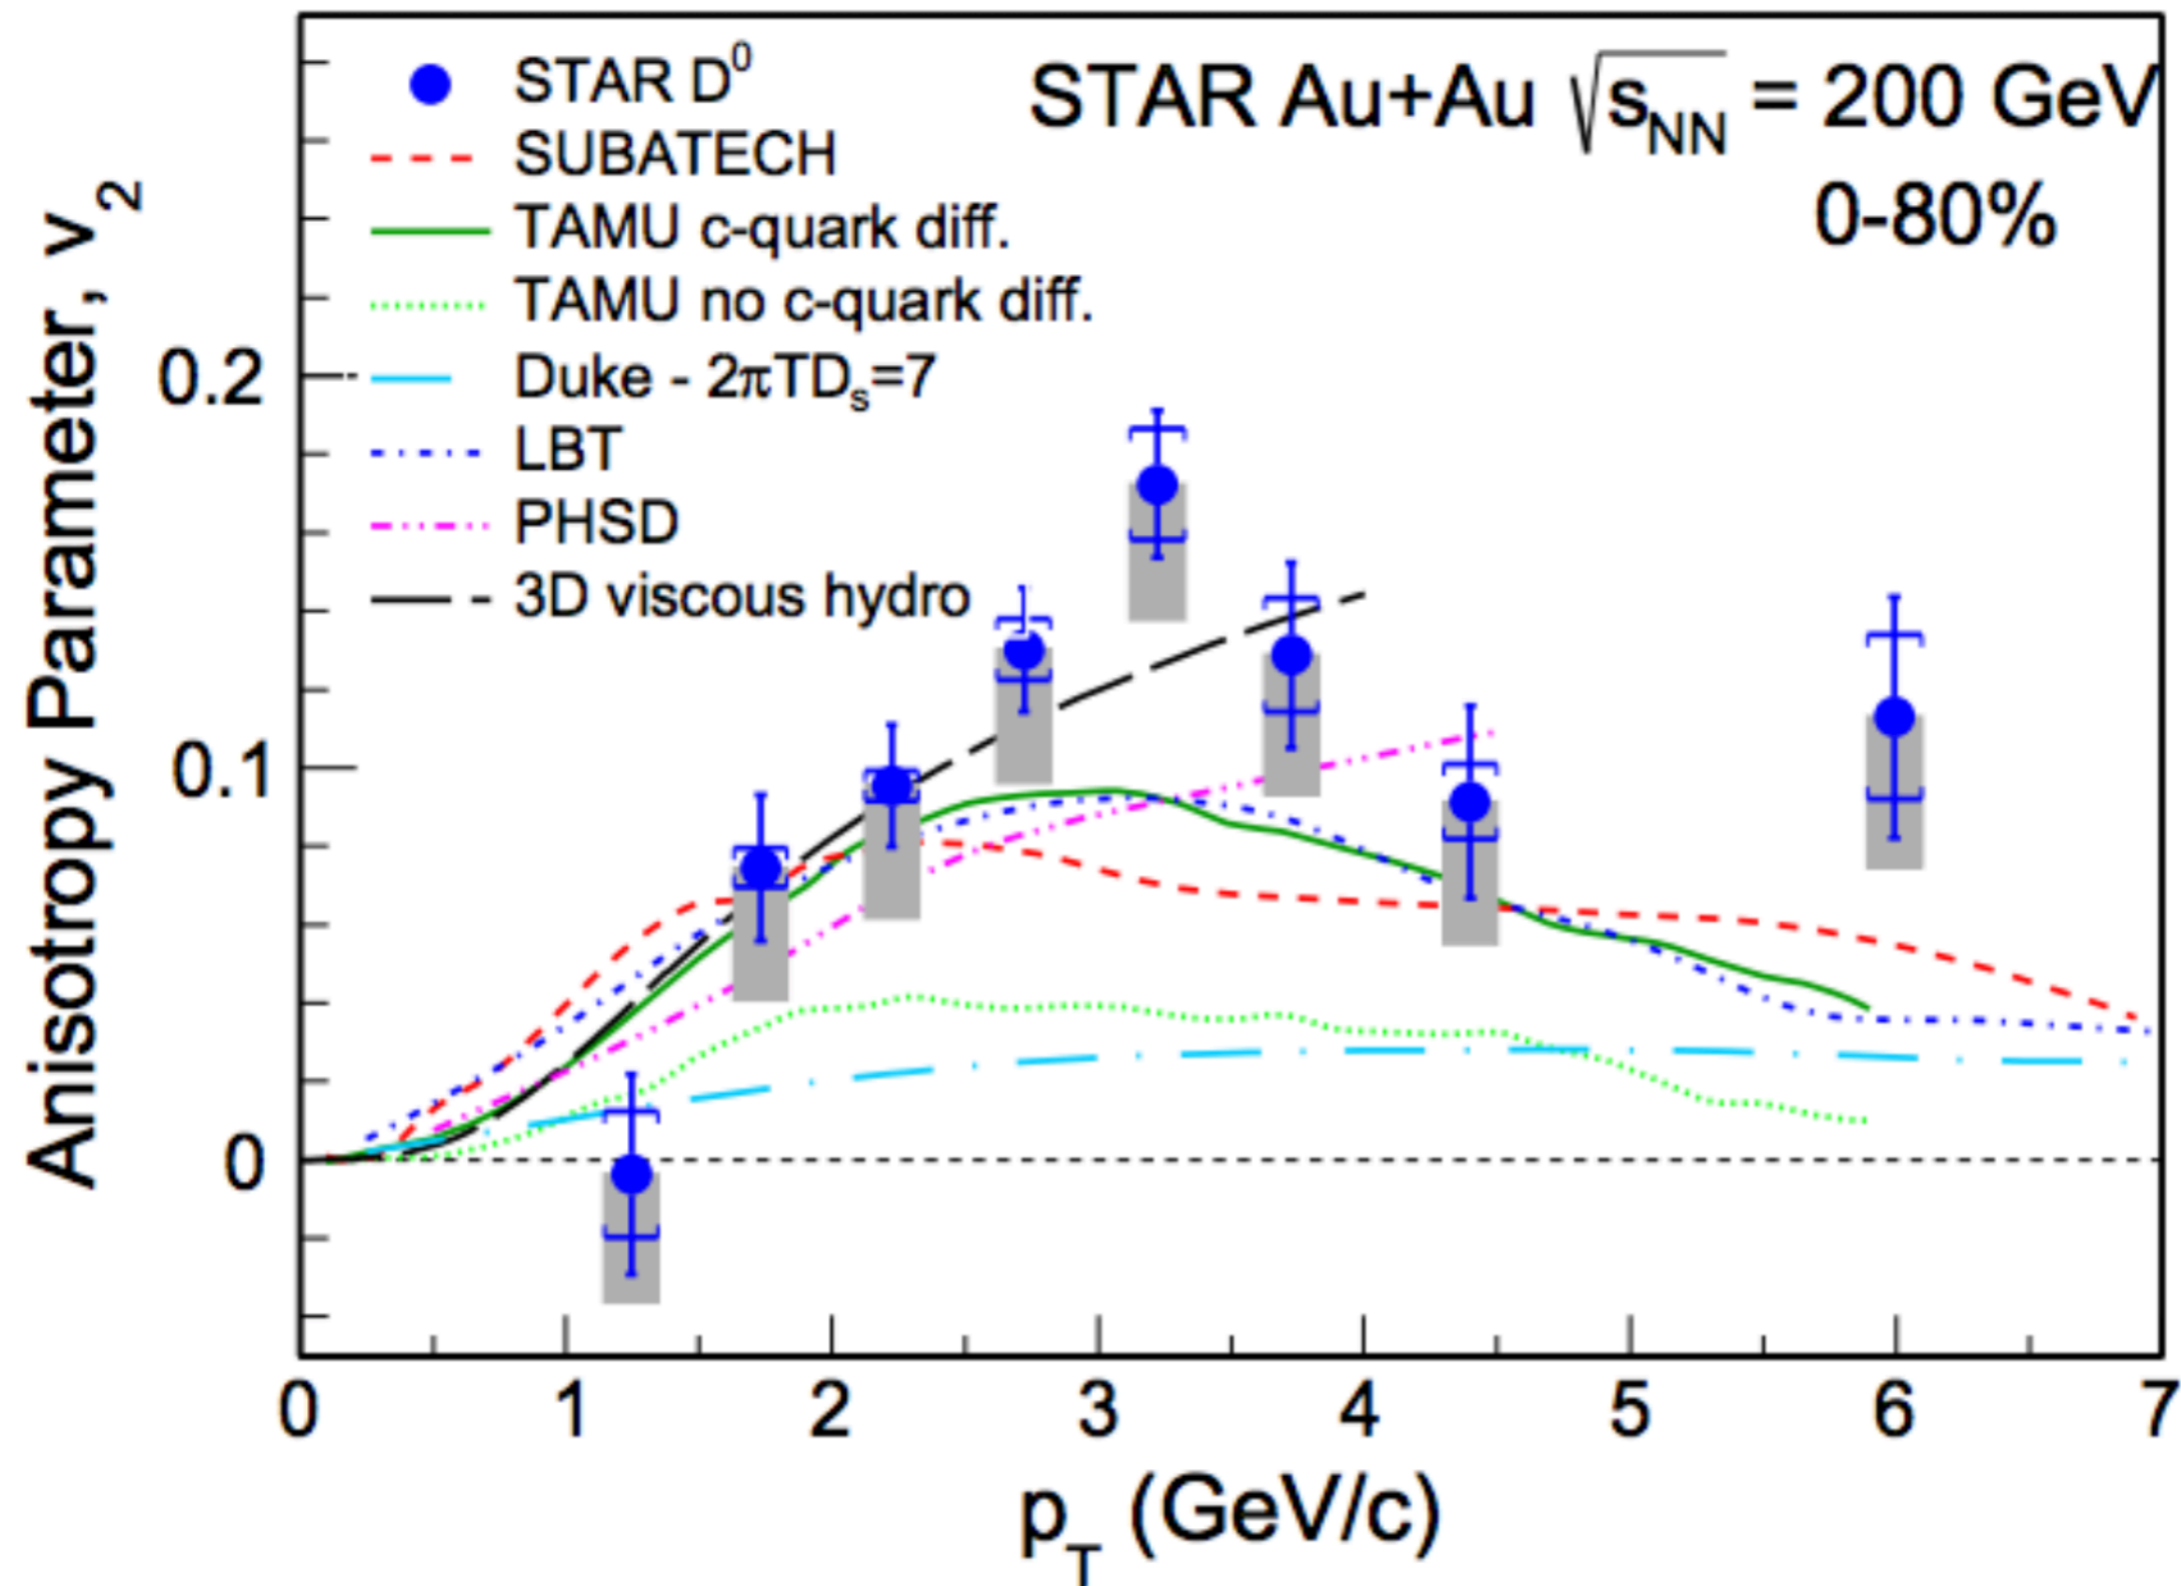 STAR Au+Au √sNN = 200 GeV
0-80%
STAR D0
SUBATECH
TAMU c-quark diff.
TAMU no c-quark diff.
Duke - 2πTDs=7
LBT
PHSD
3D viscous hydro
Anisotropy Parameter, v2
0.2
0.1
0
0 1 2 3 4 5 6 7
pT (GeV/c)